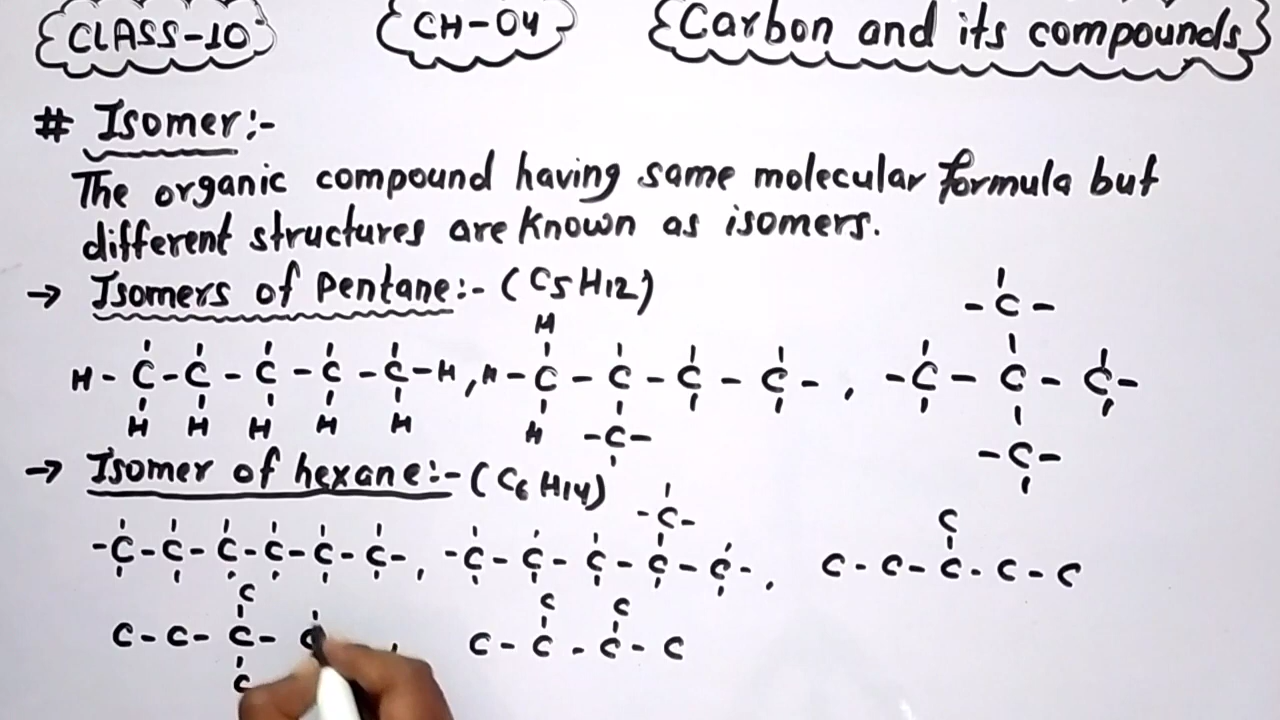 CLASS-10 CH-04 Carbon and its compounds
# Isomer:-
The organic compound having same molecular formula but
different structures are known as isomers.
→ Isomers of pentane:- (C5H12)
-C-
H
H-C-C-C-C-C-H, H-C-C-C-C-, -C-C-C-
H H H H H H -C- -C-
→ Isomer of hexane:- (C6H14)
-C- C
-C-C-C-C-C-C-, -C-C-C-C-C-, C-C-C-C-C
C C C
C-C-C-C , C-C-C-C
C